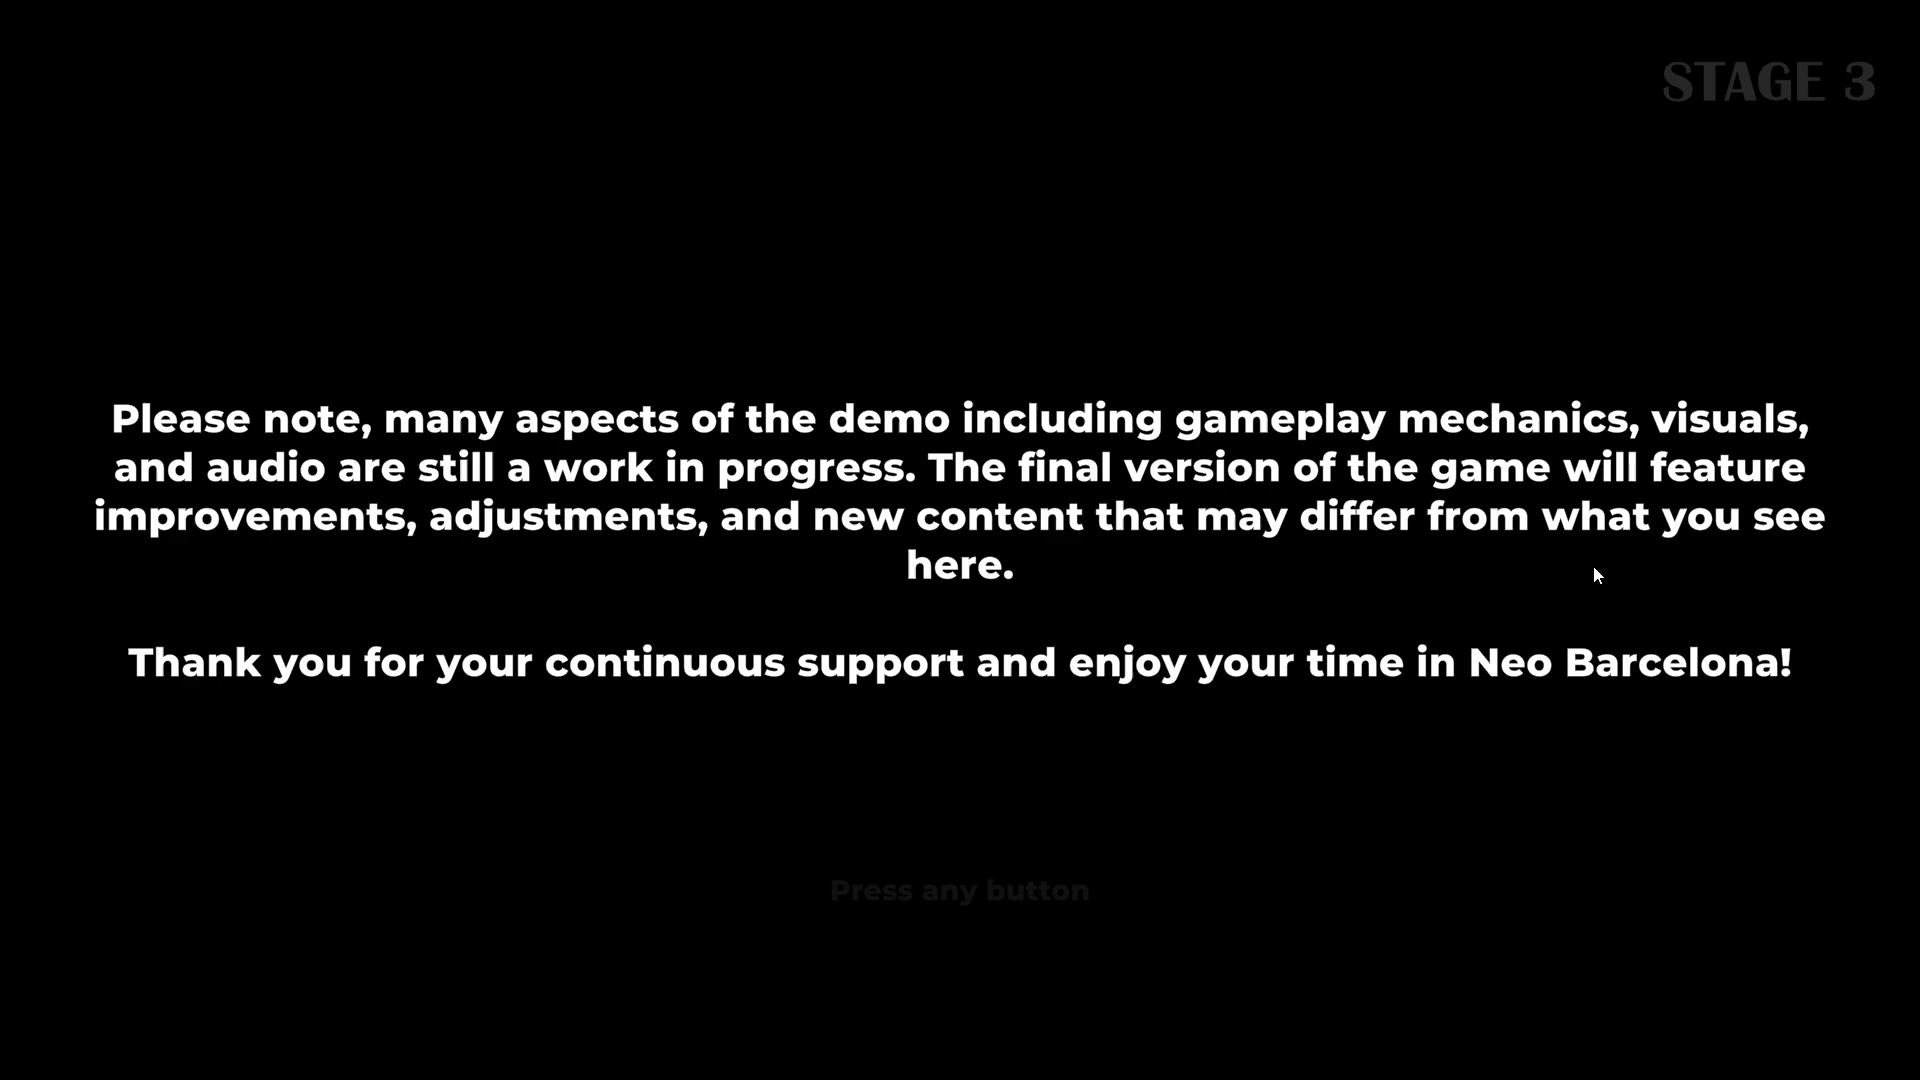 STAGE 3
Please note, many aspects of the demo including gameplay mechanics, visuals,
and audio are still a work in progress. The final version of the game will feature
improvements, adjustments, and new content that may differ from what you see
here.
Thank you for your continuous support and enjoy your time in Neo Barcelona!
Press any button